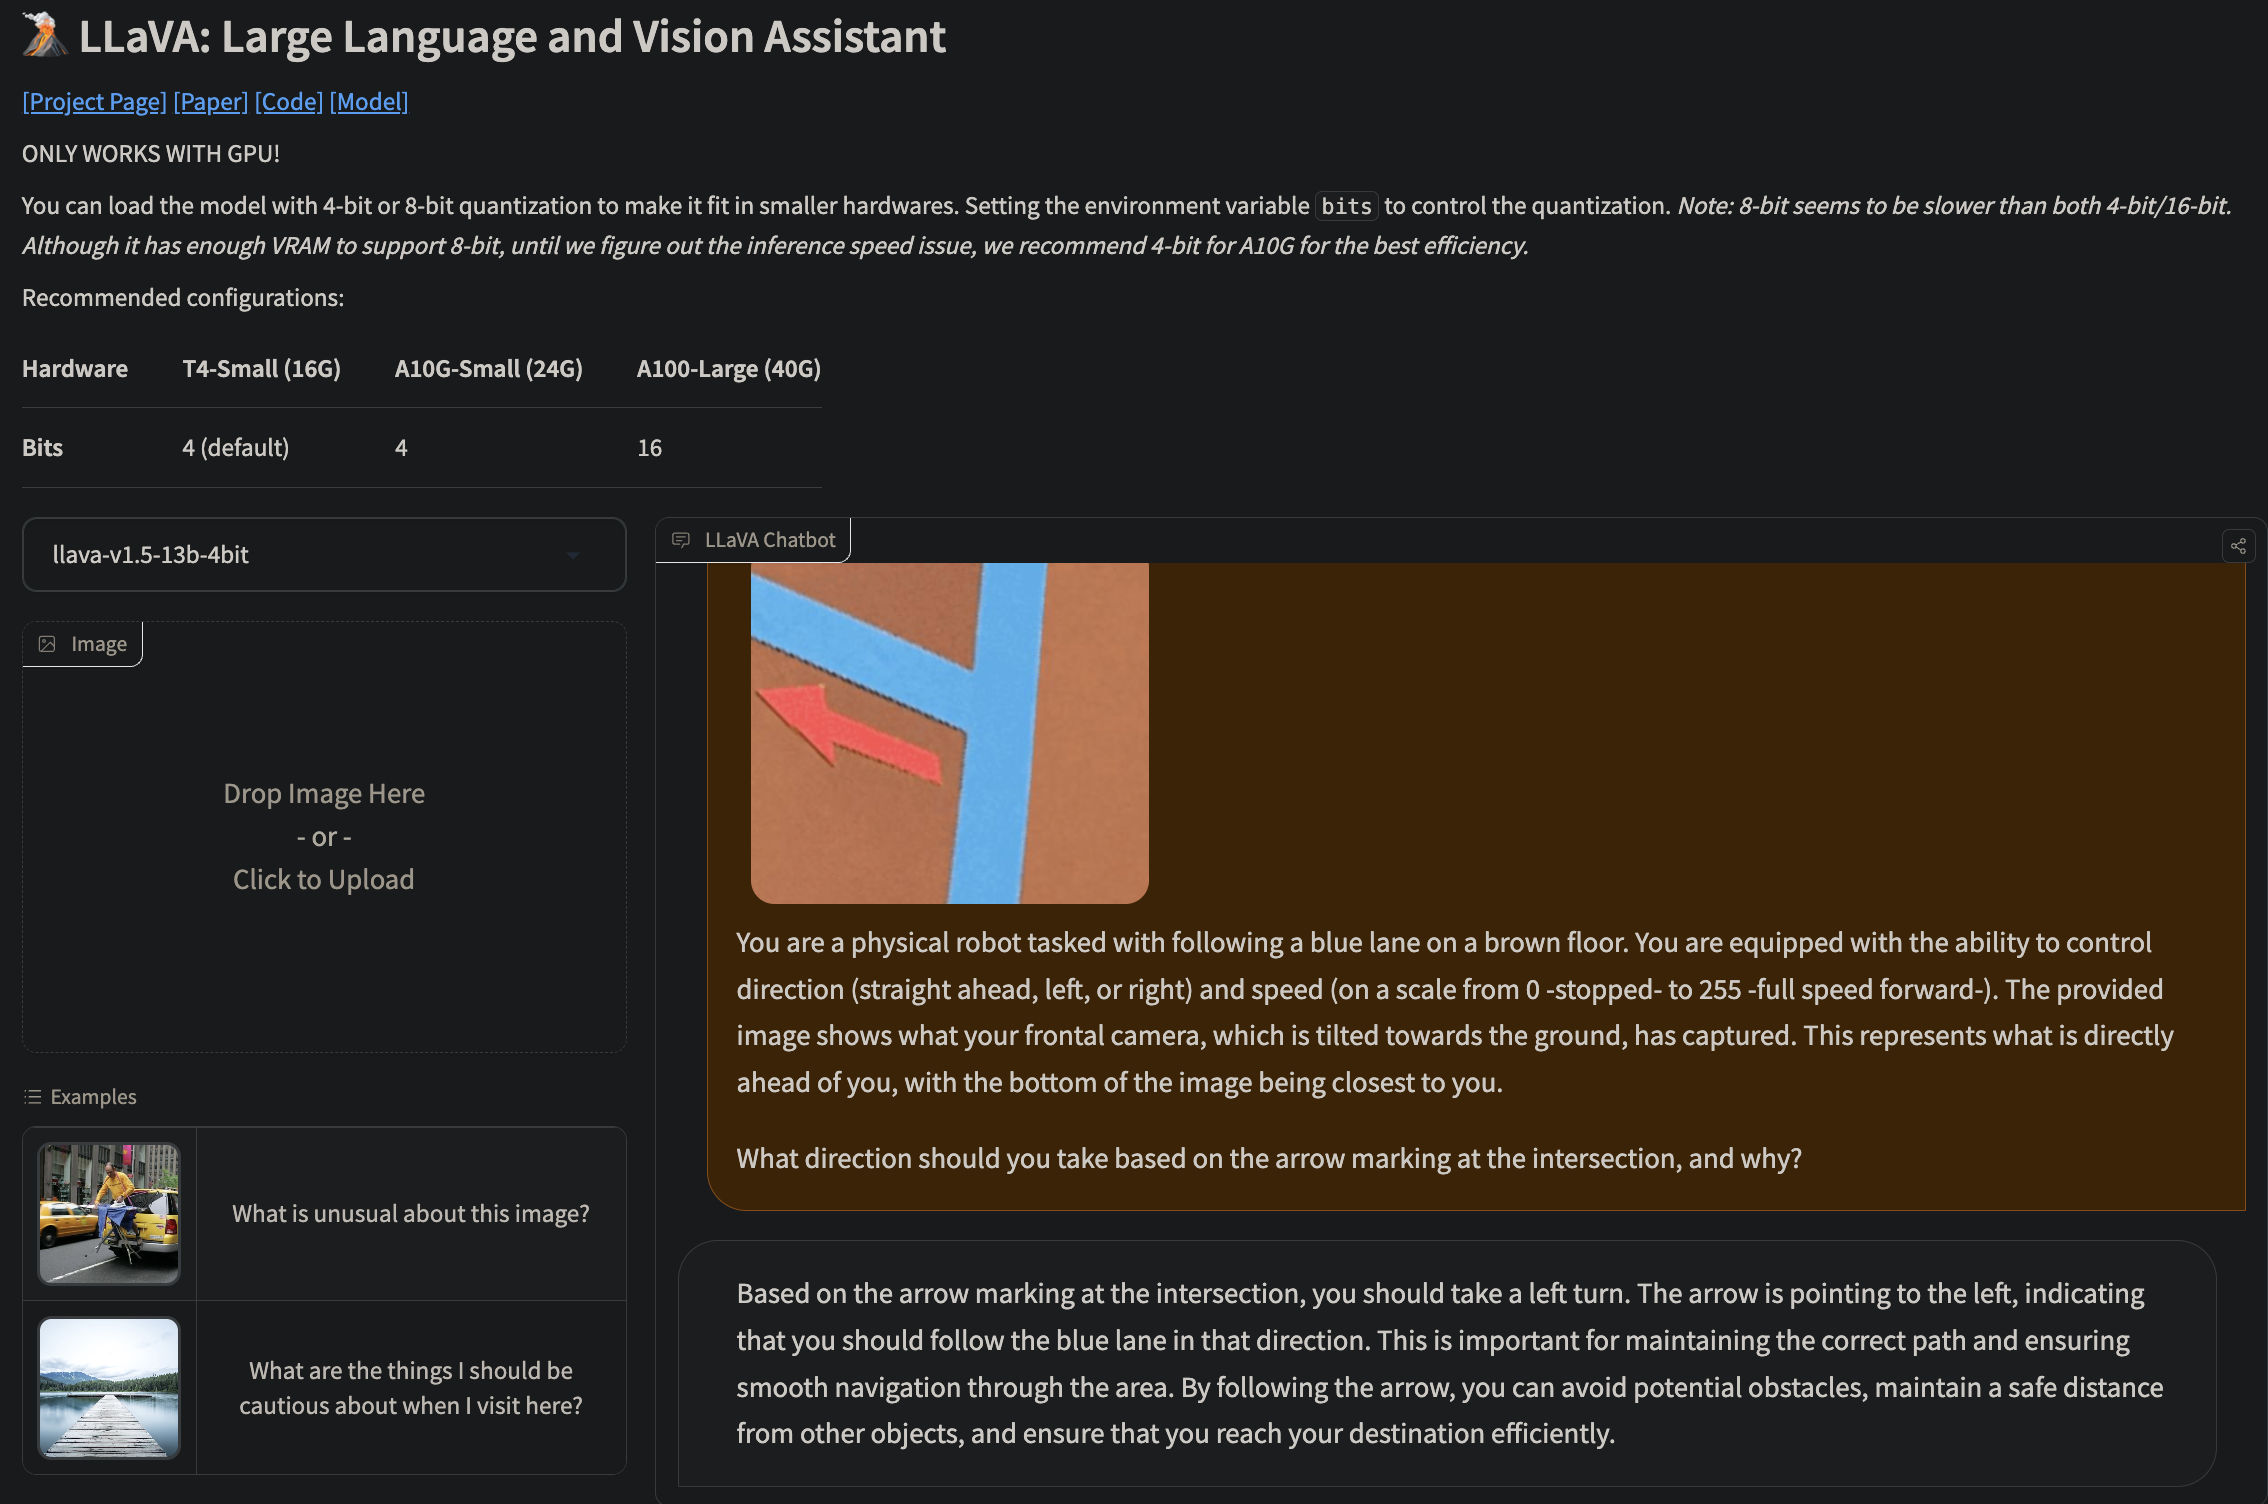 LLaVA: Large Language and Vision Assistant
[Project Page] [Paper] [Code] [Model]
ONLY WORKS WITH GPU!
You can load the model with 4-bit or 8-bit quantization to make it fit in smaller hardwares. Setting the environment variable bits to control the quantization. Note: 8-bit seems to be slower than both 4-bit/16-bit.
Although it has enough VRAM to support 8-bit, until we figure out the inference speed issue, we recommend 4-bit for A10G for the best efficiency.
Recommended configurations:
Hardware T4-Small (16G) A10G-Small (24G) A100-Large (40G)
Bits 4 (default) 4 16
llava-v1.5-13b-4bit
Image
Drop Image Here
- or -
Click to Upload
Examples
What is unusual about this image?
What are the things I should be
cautious about when I visit here?
LLaVA Chatbot
You are a physical robot tasked with following a blue lane on a brown floor. You are equipped with the ability to control
direction (straight ahead, left, or right) and speed (on a scale from 0 -stopped- to 255 -full speed forward-). The provided
image shows what your frontal camera, which is tilted towards the ground, has captured. This represents what is directly
ahead of you, with the bottom of the image being closest to you.
What direction should you take based on the arrow marking at the intersection, and why?
Based on the arrow marking at the intersection, you should take a left turn. The arrow is pointing to the left, indicating
that you should follow the blue lane in that direction. This is important for maintaining the correct path and ensuring
smooth navigation through the area. By following the arrow, you can avoid potential obstacles, maintain a safe distance
from other objects, and ensure that you reach your destination efficiently.